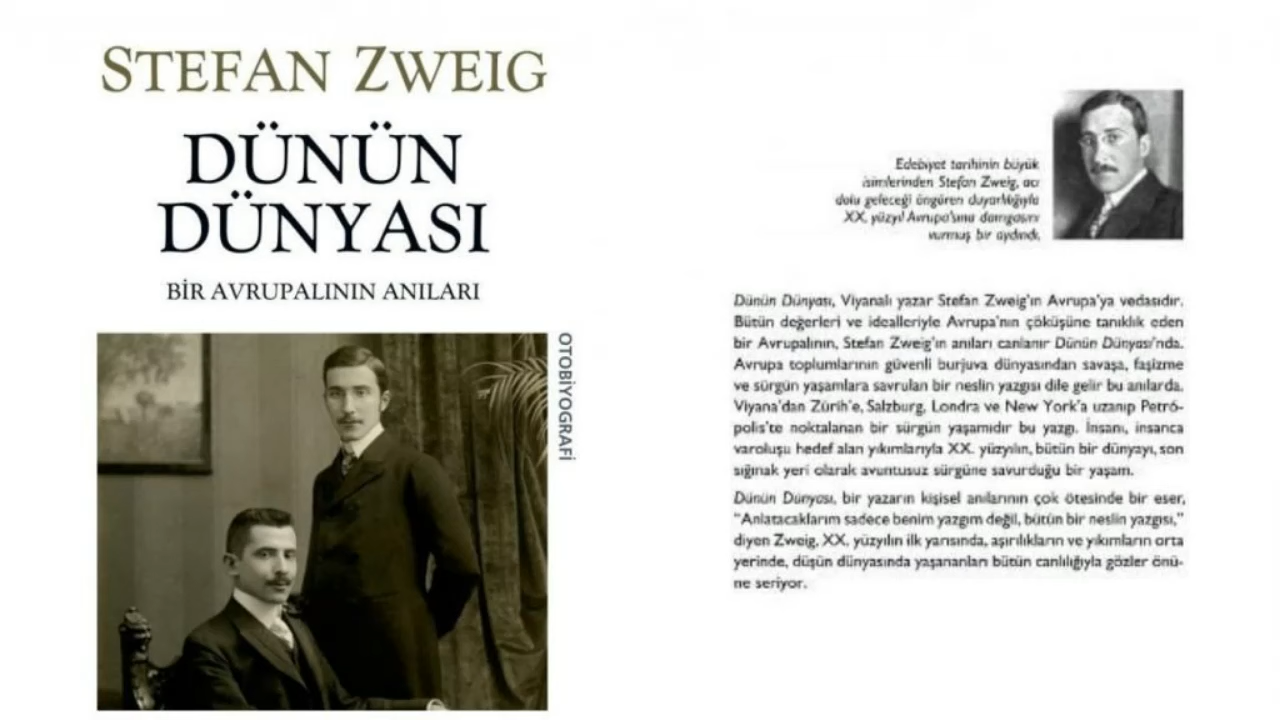 STEFAN ZWEIG
DÜNÜN
DÜNYASI
BİR AVRUPALININ ANILARI
OTOBİYOGRAFİ
Edebiyat tarihinin büyük
isimlerinden Stefan Zweig, acı
dolu geleceği öngören duyarlığıyla
XX. yüzyıl Avrupa'sına damgasını
vurmuş bir aydındı.
Dünün Dünyası, Viyanalı yazar Stefan Zweig'ın Avrupa'ya vedasıdır.
Bütün değerleri ve idealleriyle Avrupa'nın çöküşüne tanıklık eden
bir Avrupalının, Stefan Zweig'ın anıları canlanır Dünün Dünyası'nda.
Avrupa toplumlarının güvenli burjuva dünyasından savaşa, faşizme
ve sürgün yaşamlara savrulan bir neslin yazgısı dile gelir bu anılarda.
Viyana'dan Zürih'e, Salzburg, Londra ve New York'a uzanıp Petró-
polis'te noktalanan bir sürgün yaşamıdır bu yazgı. İnsanı, insanca
varoluşu hedef alan yıkımlarıyla XX. yüzyılın, bütün bir dünyayı, son
sığınak yeri olarak avuntusuz sürgüne savurduğu bir yaşam.
Dünün Dünyası, bir yazarın kişisel anılarının çok ötesinde bir eser.
"Anlatacaklarım sadece benim yazgım değil, bütün bir neslin yazgısı,"
diyen Zweig, XX. yüzyılın ilk yarısında, aşırılıkların ve yıkımların orta
yerinde, düşün dünyasında yaşananları bütün canlılığıyla gözler önü-
ne seriyor.